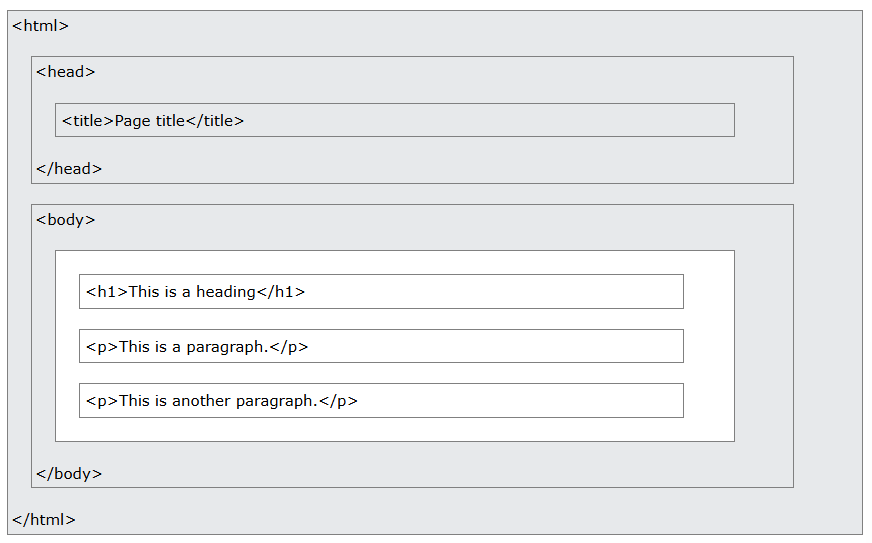 <html>
<head>
<title>Page title</title>
</head>
<body>
<h1>This is a heading</h1>
<p>This is a paragraph.</p>
<p>This is another paragraph.</p>
</body>
</html>